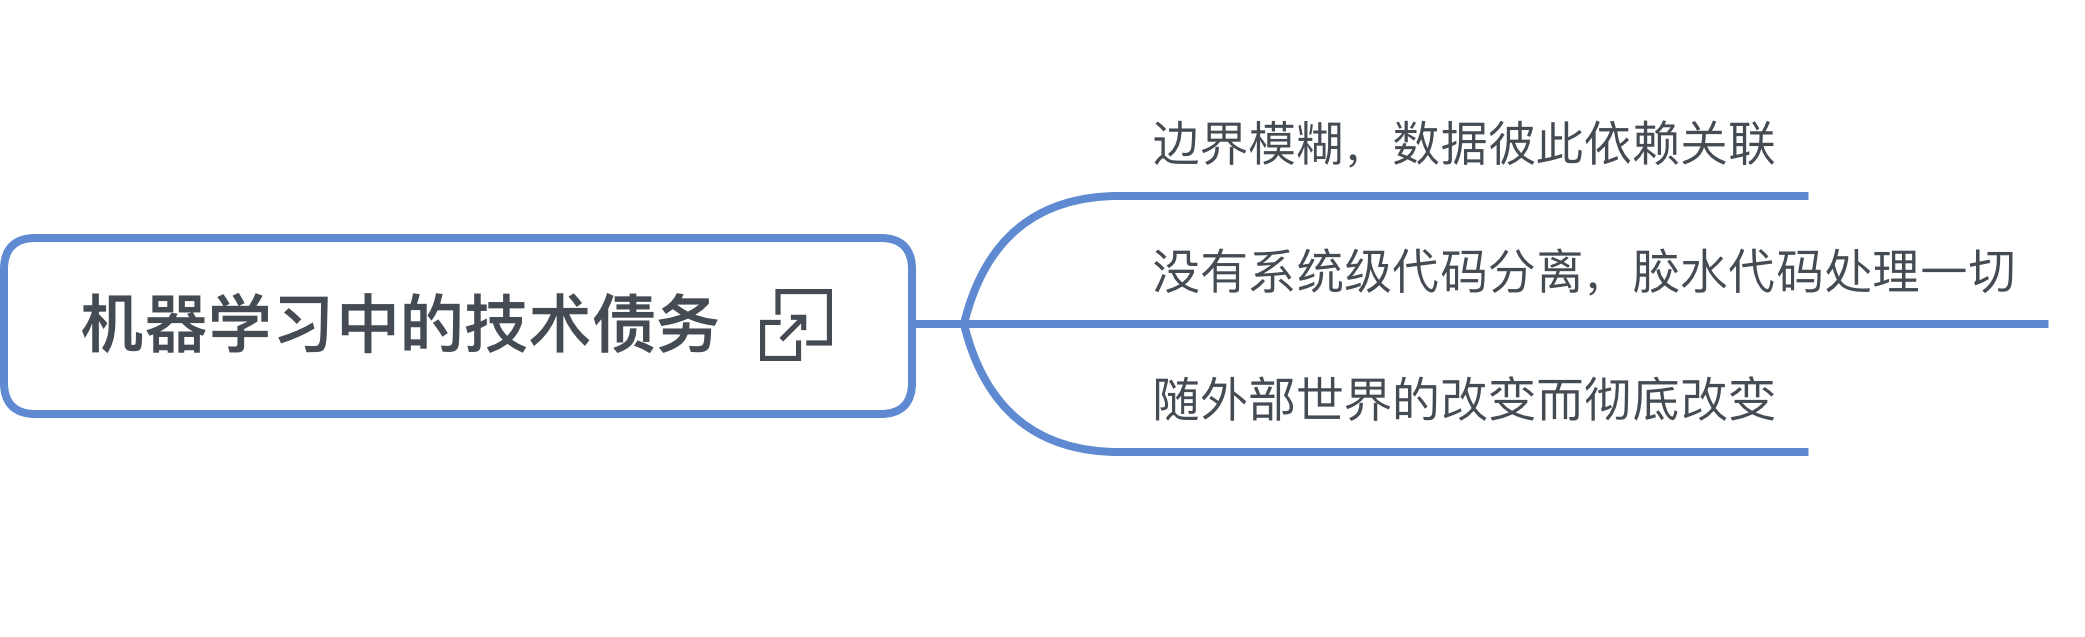 机器学习中的技术债务
边界模糊，数据彼此依赖关联
没有系统级代码分离，胶水代码处理一切
随外部世界的改变而彻底改变